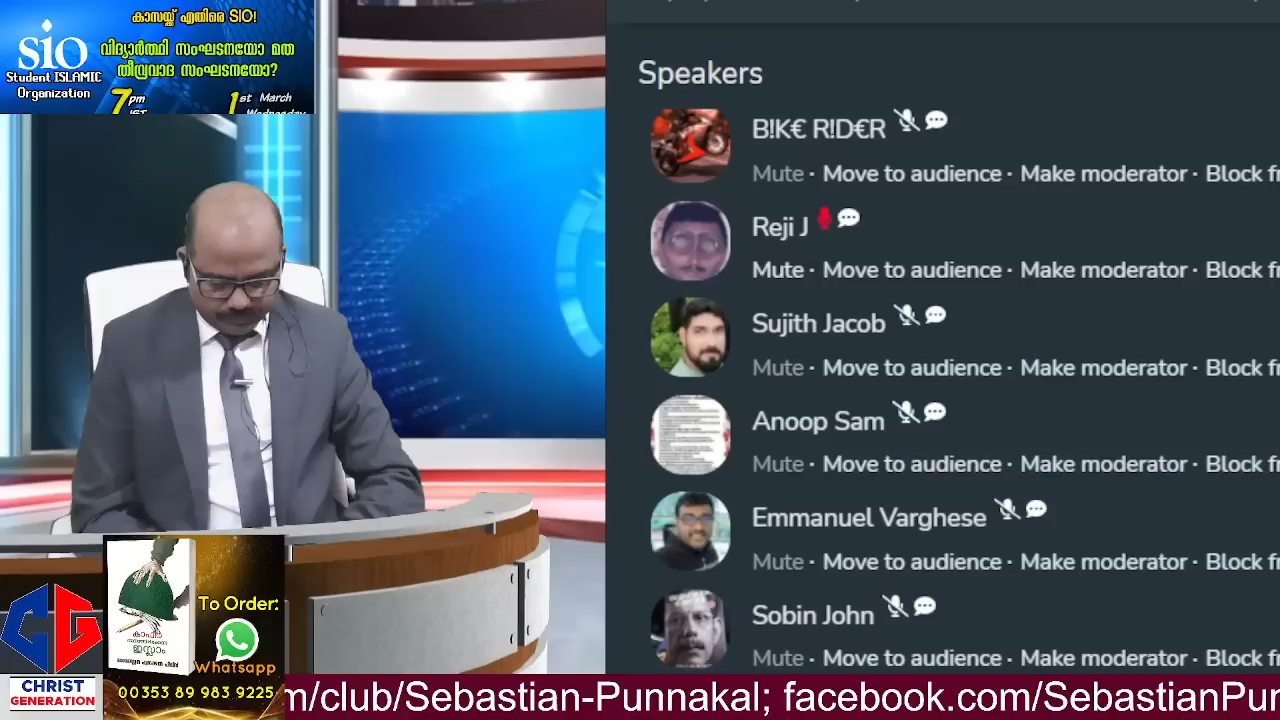 കാസയ്ക്ക് എതിരെ SIO!
sio
Student ISLAMIC
Organization
വിദ്യാർത്ഥി സംഘടനയോ മത
തീവ്രവാദ സംഘടനയോ?
7pm
1st March
Speakers
B!K€ R!D€R
Mute · Move to audience · Make moderator · Block fr
Reji J
Mute · Move to audience · Make moderator · Block fr
Sujith Jacob
Mute · Move to audience · Make moderator · Block fr
Anoop Sam
Mute · Move to audience · Make moderator · Block fr
Emmanuel Varghese
Mute · Move to audience · Make moderator · Block fr
Sobin John
Mute · Move to audience · Make moderator · Block fr
CG
CHRIST
GENERATION
കാഫിർ
ഇസ്ലാം
To Order:
Whatsapp
00353 89 983 9225
m/club/Sebastian-Punnakal; facebook.com/SebastianPun